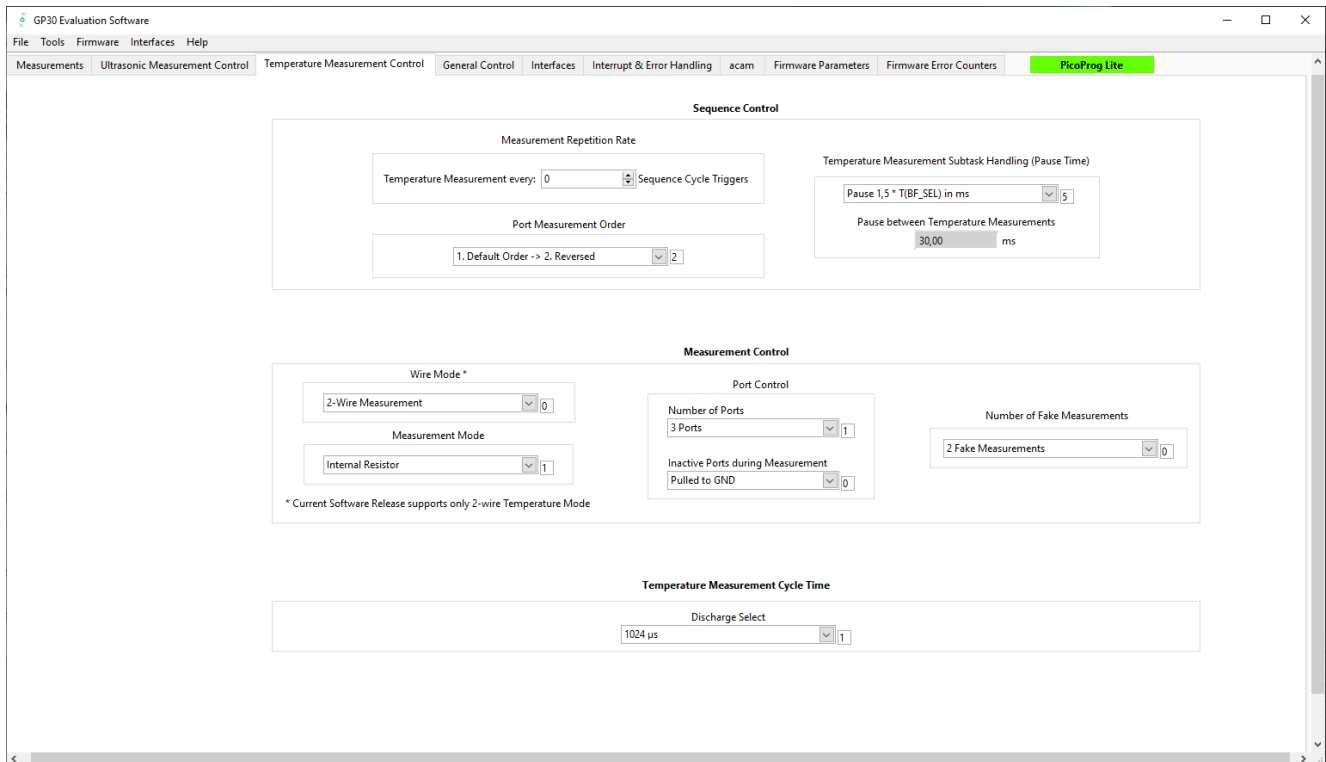 GP30 Evaluation Software
File Tools Firmware Interfaces Help
Measurements Ultrasonic Measurement Control Temperature Measurement Control General Control Interfaces Interrupt & Error Handling acam Firmware Parameters Firmware Error Counters PicoProg Lite
Sequence Control
Measurement Repetition Rate
Temperature Measurement every: 0 Sequence Cycle Triggers
Port Measurement Order
1. Default Order -> 2. Reversed 2
Temperature Measurement Subtask Handling (Pause Time)
Pause 1,5 * T(BF_SEL) in ms 5
Pause between Temperature Measurements
30,00 ms
Measurement Control
Wire Mode *
2-Wire Measurement 0
Measurement Mode
Internal Resistor 1
* Current Software Release supports only 2-wire Temperature Mode
Port Control
Number of Ports
3 Ports 1
Inactive Ports during Measurement
Pulled to GND 0
Number of Fake Measurements
2 Fake Measurements 0
Temperature Measurement Cycle Time
Discharge Select
1024 µs 1